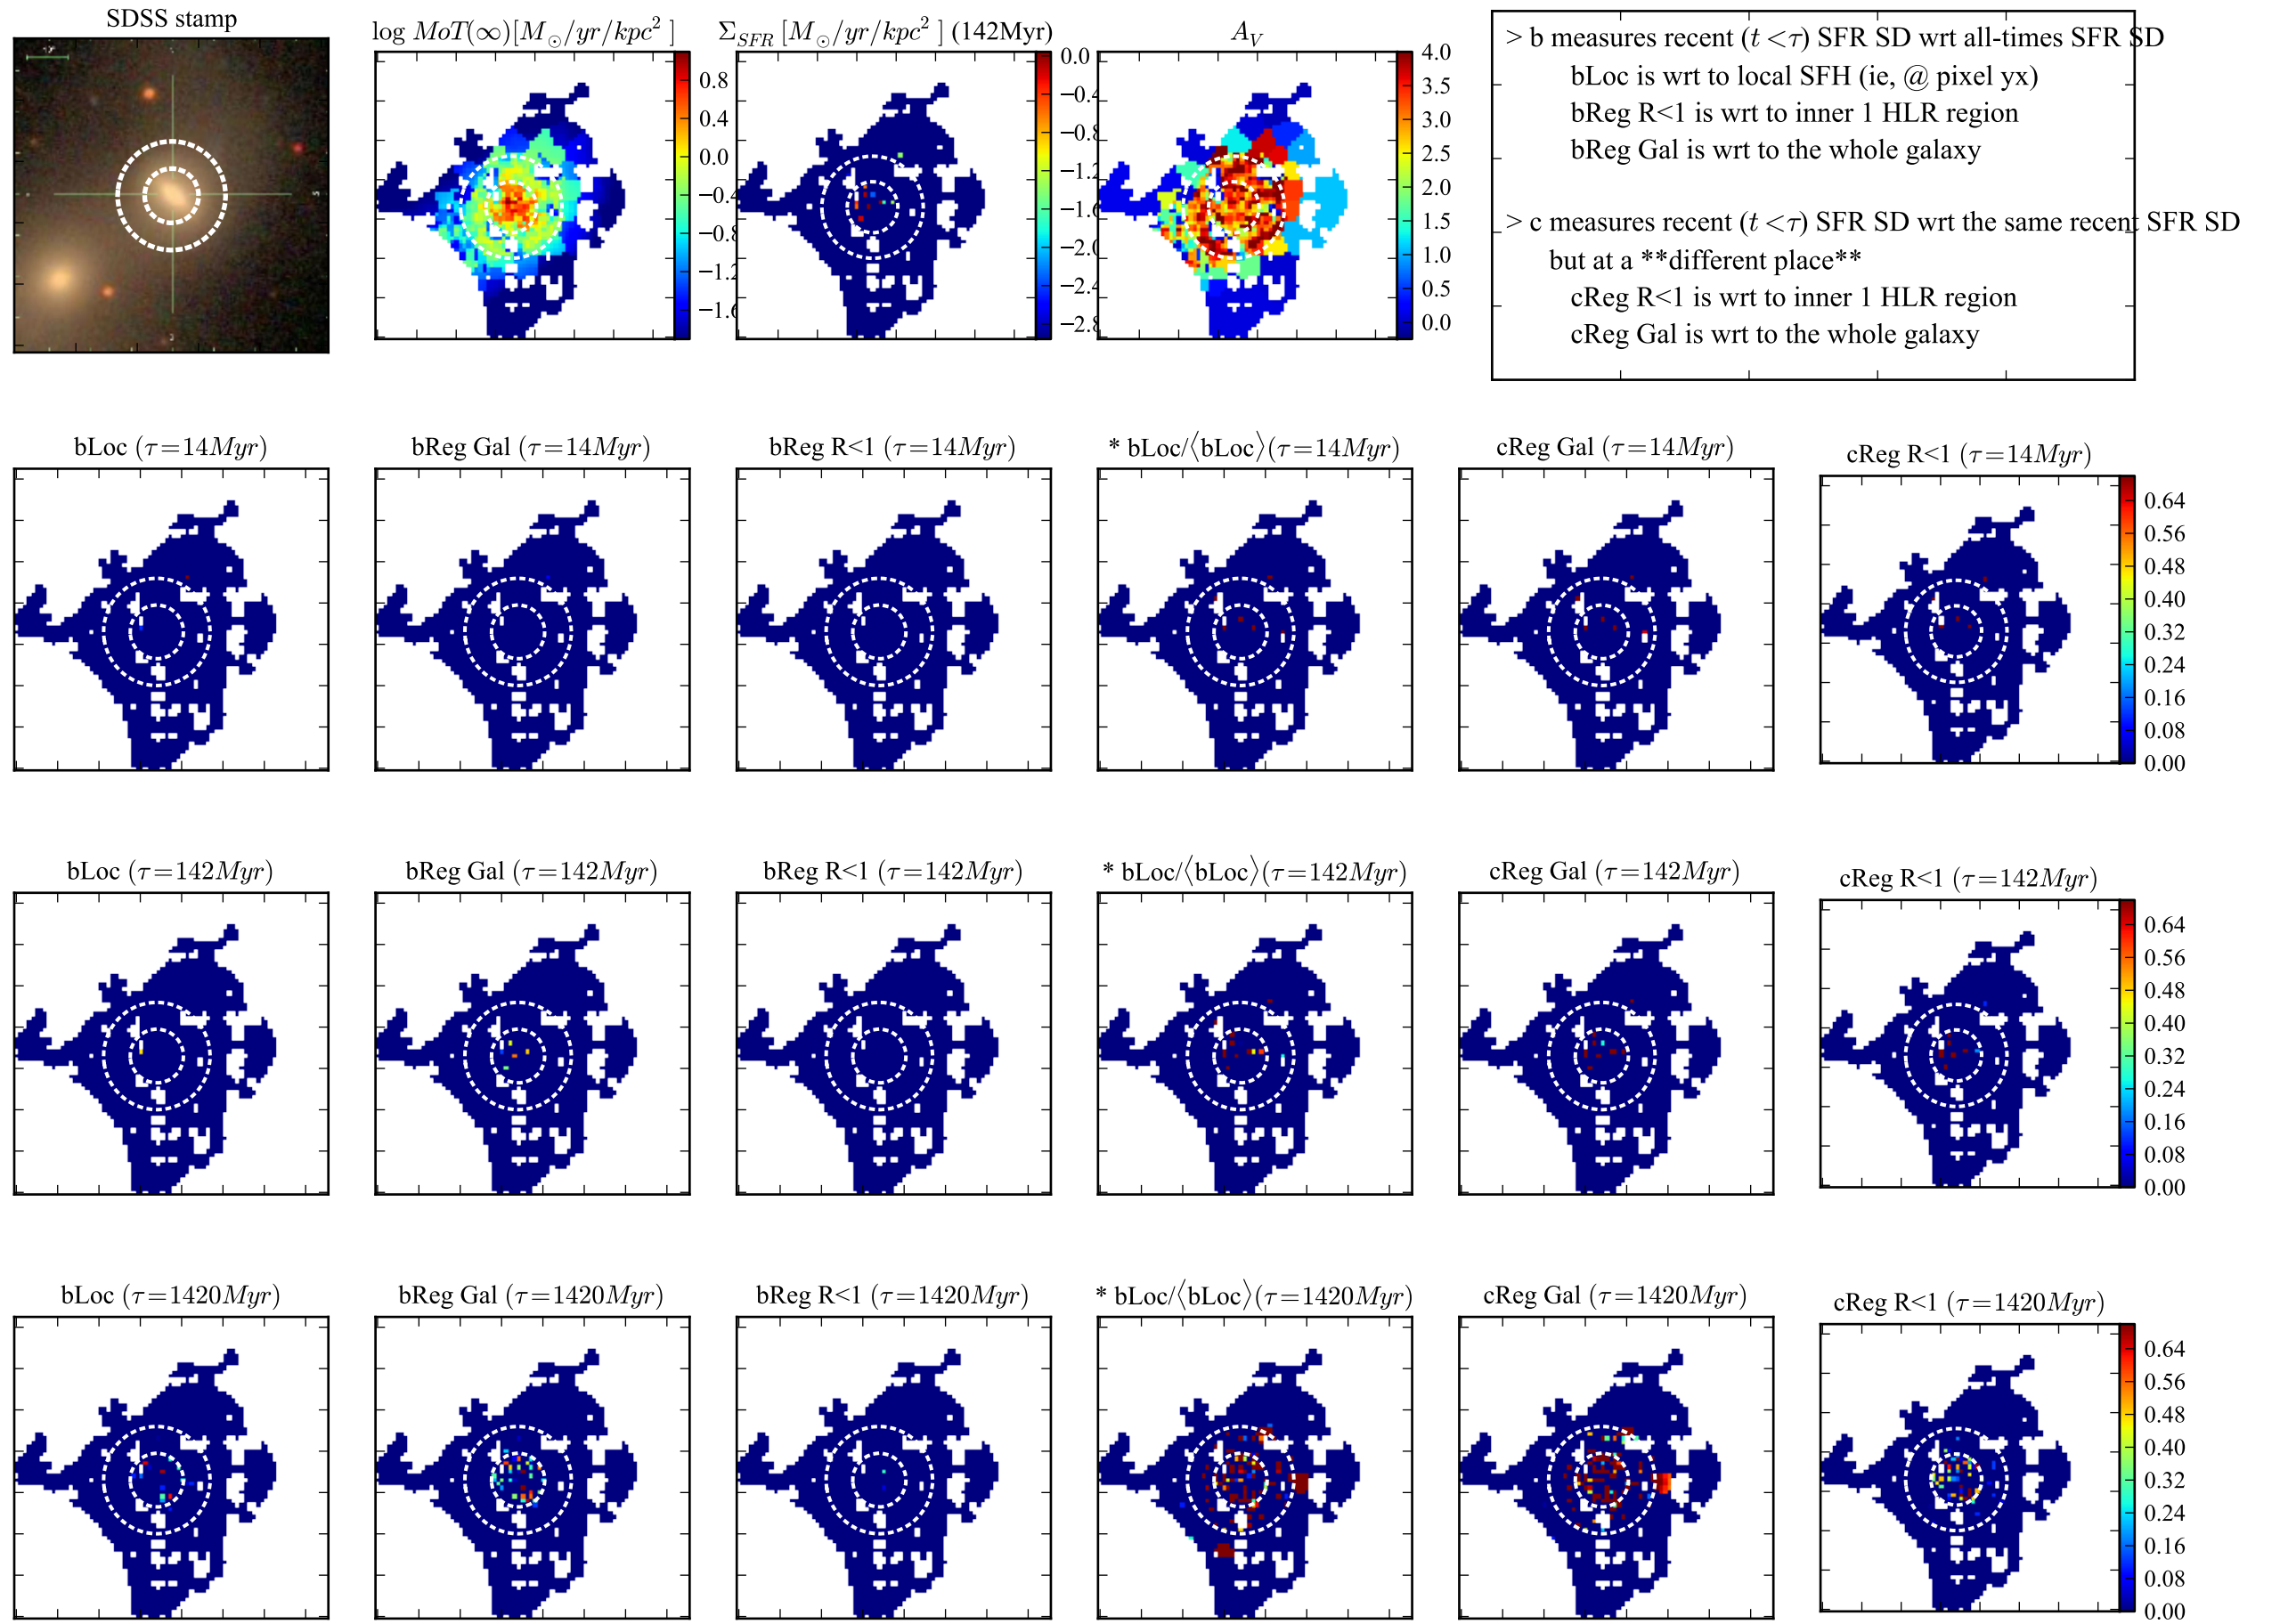 SDSS stamp
log MoT(∞)[M⊙/yr/kpc²]
0.8
0.4
0.0
−0.4
−0.8
−1.2
Σ_SFR [M⊙/yr/kpc²] (142Myr)
0.0
−0.4
−0.8
−1.2
−1.6
−2.0
−2.4
−2.8
A_V
4.0
3.5
3.0
2.5
2.0
1.5
1.0
0.5
0.0
> b measures recent (t<τ) SFR SD wrt all-times SFR SD
bLoc is wrt to local SFH (ie, @ pixel yx)
bReg R<1 is wrt to inner 1 HLR region
bReg Gal is wrt to the whole galaxy
> c measures recent (t<τ) SFR SD wrt the same recent SFR SD
but at a **different place**
cReg R<1 is wrt to inner 1 HLR region
cReg Gal is wrt to the whole galaxy
bLoc (τ=14Myr)
bReg Gal (τ=14Myr)
bReg R<1 (τ=14Myr)
* bLoc/⟨bLoc⟩(τ=14Myr)
cReg Gal (τ=14Myr)
cReg R<1 (τ=14Myr)
0.64
0.56
0.48
0.40
0.32
0.24
0.16
0.08
0.00
bLoc (τ=142Myr)
bReg Gal (τ=142Myr)
bReg R<1 (τ=142Myr)
* bLoc/⟨bLoc⟩(τ=142Myr)
cReg Gal (τ=142Myr)
cReg R<1 (τ=142Myr)
0.64
0.56
0.48
0.40
0.32
0.24
0.16
0.08
0.00
bLoc (τ=1420Myr)
bReg Gal (τ=1420Myr)
bReg R<1 (τ=1420Myr)
* bLoc/⟨bLoc⟩(τ=1420Myr)
cReg Gal (τ=1420Myr)
cReg R<1 (τ=1420Myr)
0.64
0.56
0.48
0.40
0.32
0.24
0.16
0.08
0.00